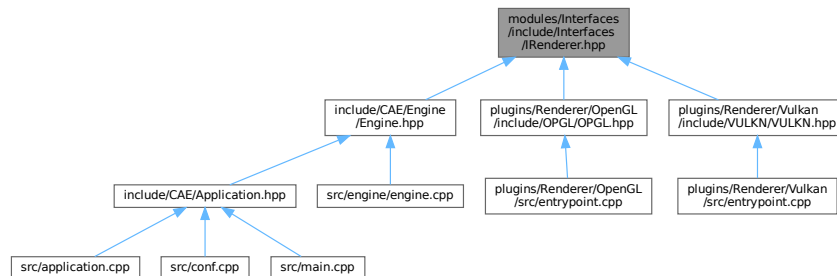 modules/Interfaces
/include/Interfaces
/IRenderer.hpp
include/CAE/Engine
/Engine.hpp
plugins/Renderer/OpenGL
/include/OPGL/OPGL.hpp
plugins/Renderer/Vulkan
/include/VULKN/VULKN.hpp
include/CAE/Application.hpp
src/engine/engine.cpp
plugins/Renderer/OpenGL
/src/entrypoint.cpp
plugins/Renderer/Vulkan
/src/entrypoint.cpp
src/application.cpp
src/conf.cpp
src/main.cpp